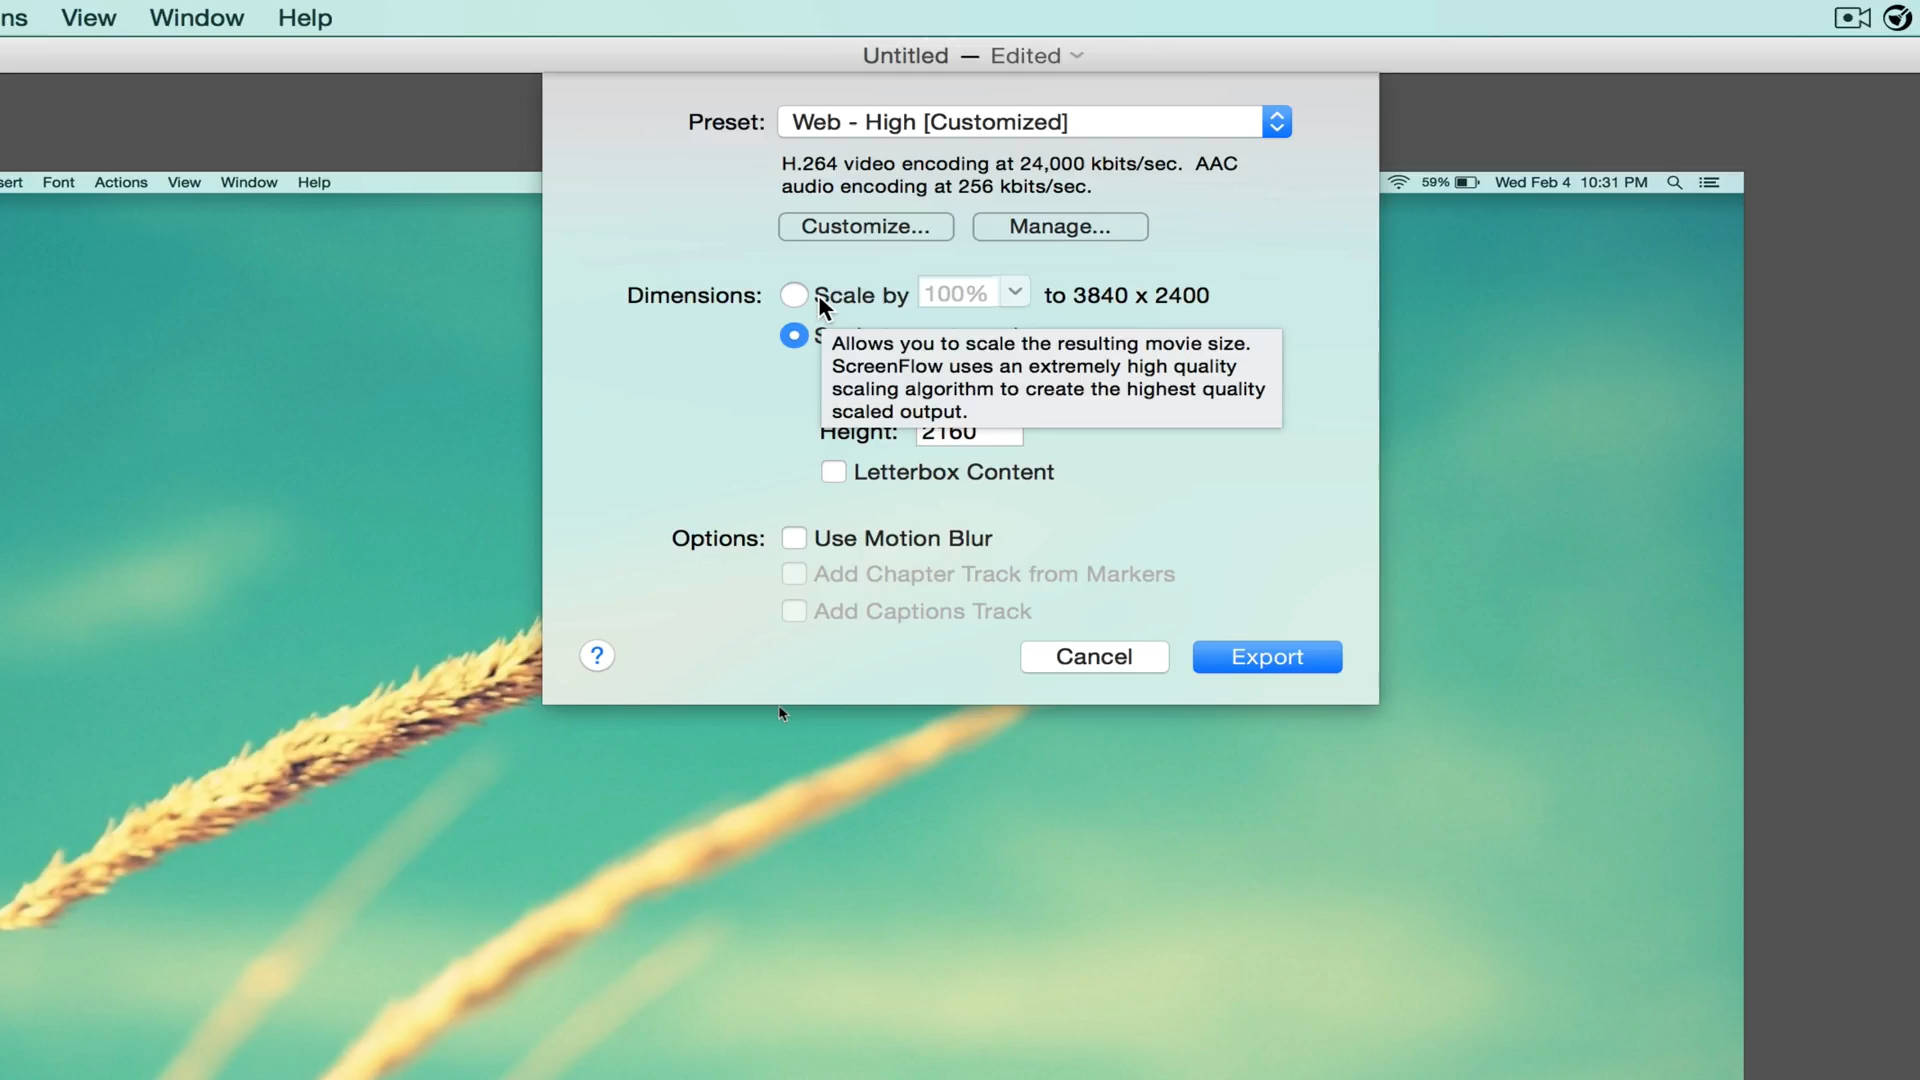 ns View Window Help
Untitled — Edited
Preset: Web - High [Customized]
H.264 video encoding at 24,000 kbits/sec. AAC
audio encoding at 256 kbits/sec.
Customize... Manage...
sert Font Actions View Window Help
59% Wed Feb 4 10:31 PM
Dimensions: Scale by 100% to 3840 x 2400
Allows you to scale the resulting movie size.
ScreenFlow uses an extremely high quality
scaling algorithm to create the highest quality
scaled output.
Height: 2160
Letterbox Content
Options: Use Motion Blur
Add Chapter Track from Markers
Add Captions Track
? Cancel Export